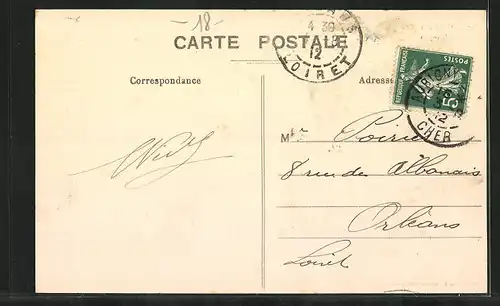 18-
CARTE POSTALE
4 30
12
LOIRET
Correspondance
Adresse
REPUBLIQUE FRANÇAISE
POSTES
5
AUBIGNY
12
CHER
M
8 rue des Albanais
Orléans
Loiret